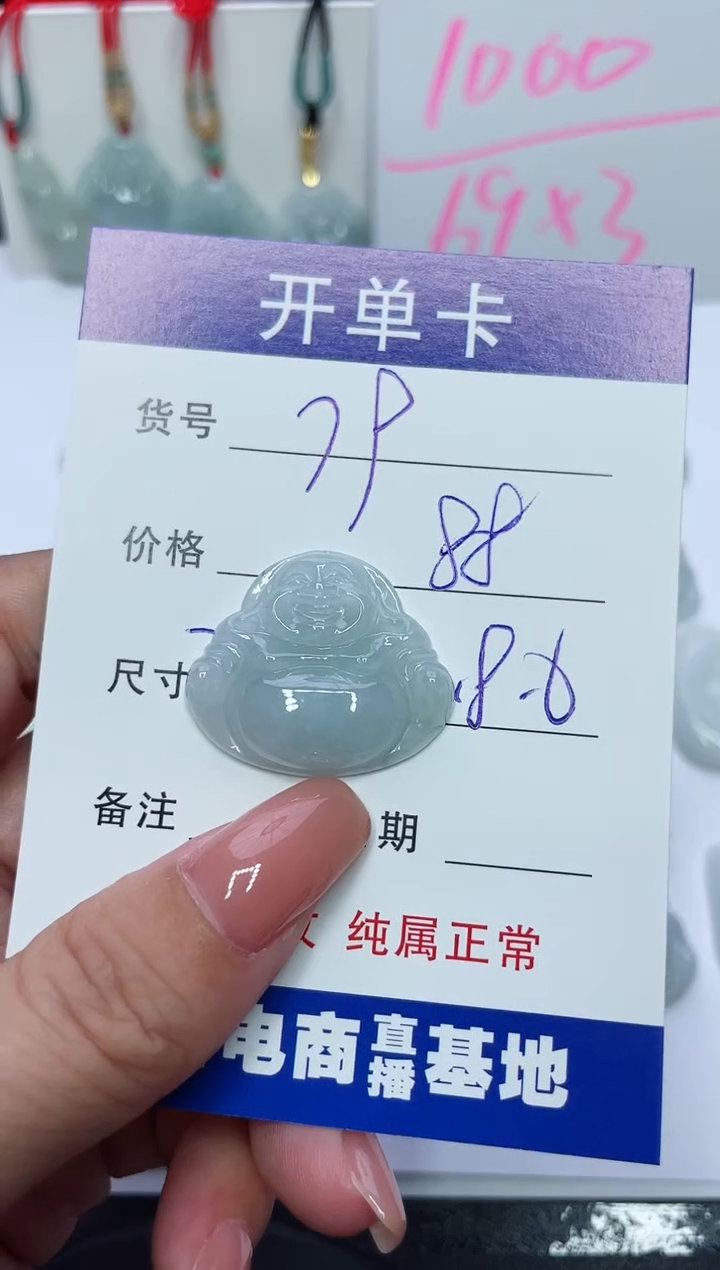 1000
69×3
开单卡
货号 79
价格 88
尺寸 .8.6
备注 期
纯属正常
电商直播基地